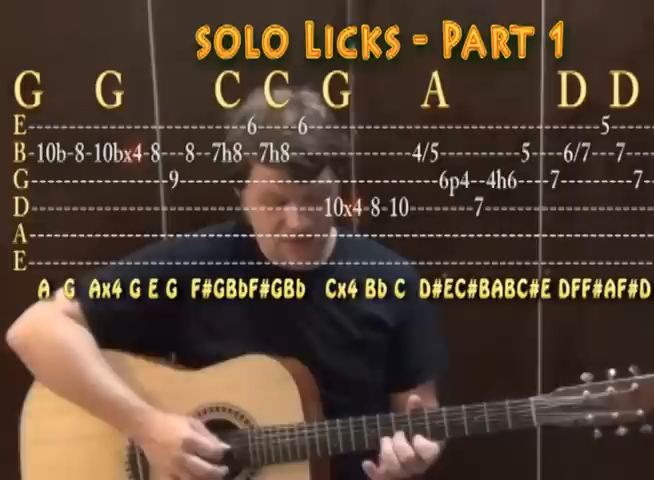 Solo Licks - Part 1
G G C C G A D D
E------------------------6-----6-----------------------------------5----
B-10b-8-10bx4-8---8--7h8--7h8------------4/5--------5---6/7---7---
G--------------9---------------------------6p4--4h6---7-------7-
D-------------------------------10x4-8-10-------7----------------
A----------------------------------------------------------------
E----------------------------------------------------------------
A G Ax4 G E G F#GBbF#GBb Cx4 Bb C D#EC#BABC#E DFF#AF#D